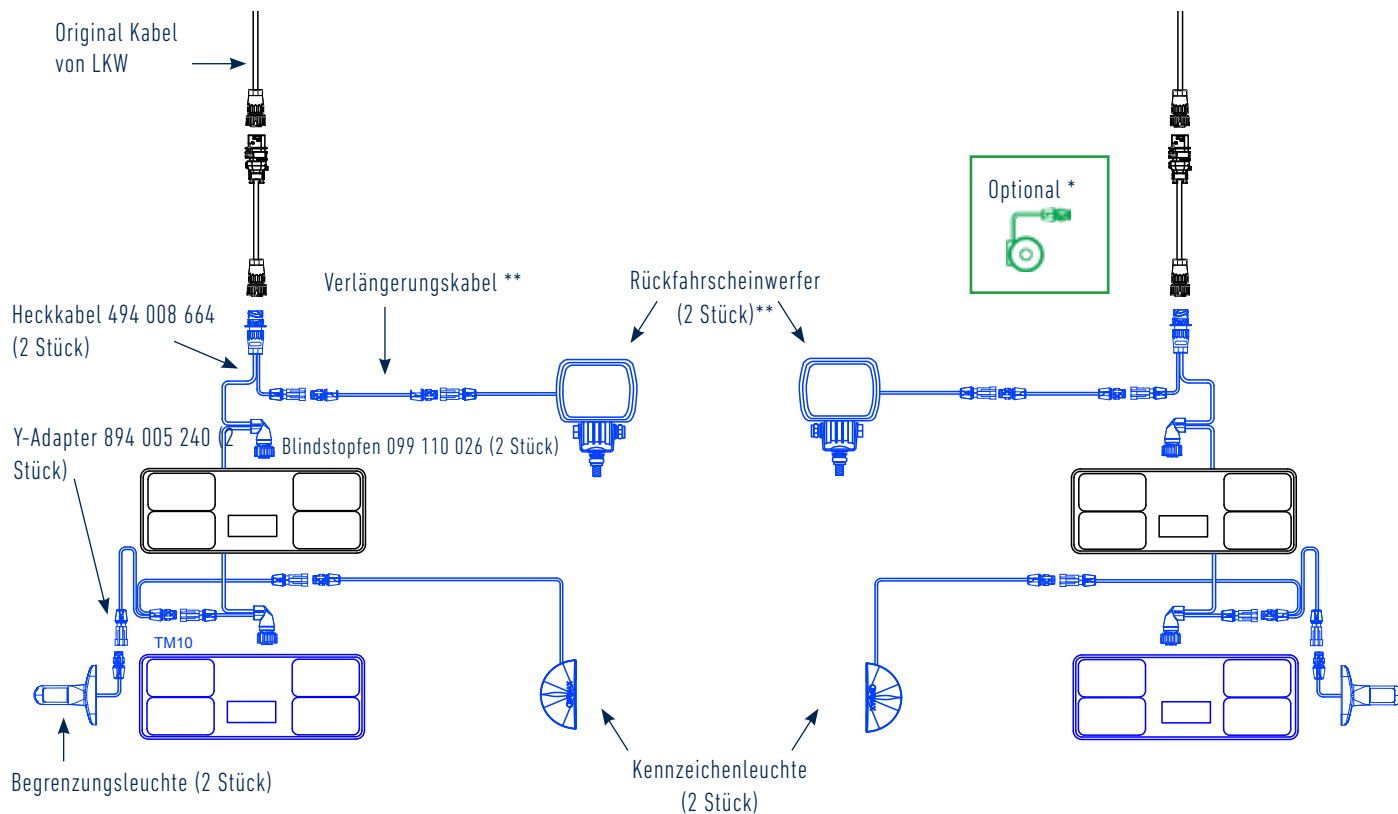 Original Kabel
von LKW
Optional *
Verlängerungskabel **
Rückfahrscheinwerfer
(2 Stück)**
Heckkabel 494 008 664
(2 Stück)
Y-Adapter 894 005 240 (2
Stück)
Blindstopfen 099 110 026 (2 Stück)
TM10
Begrenzungsleuchte (2 Stück)
Kennzeichenleuchte
(2 Stück)